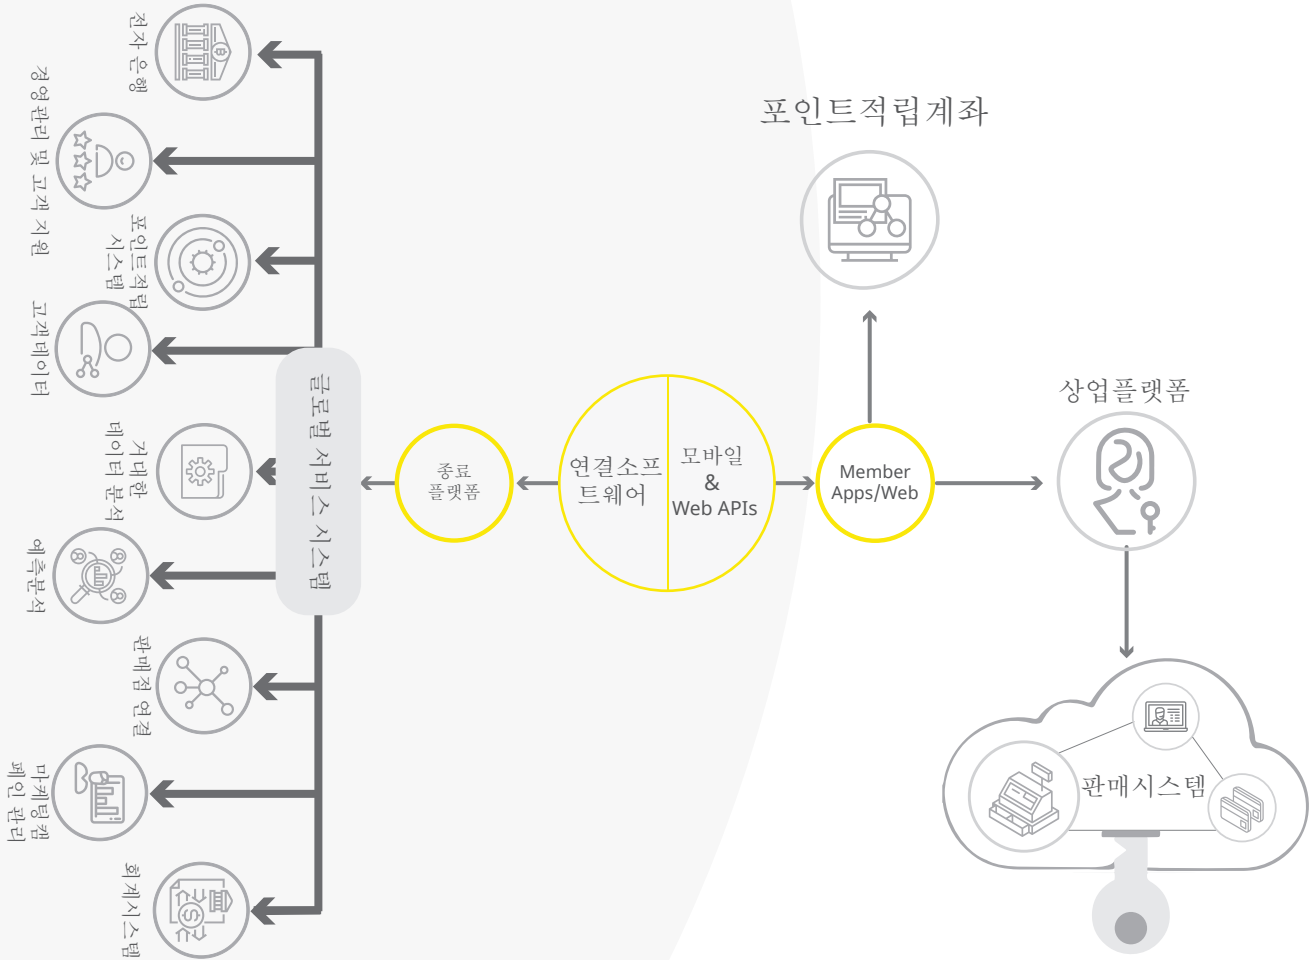 전자 은행
경영관리 및 고객 지원
포인트적립
시스템
고객데이터
거대한
데이터 분석
예측분석
판매점 연결
마케팅캠
페인 관리
회계시스템
글로벌 서비스 시스템
종료
플랫폼
연결소프
트웨어
모바일
&
Web APIs
Member
Apps/Web
포인트적립계좌
상업플랫폼
판매시스템